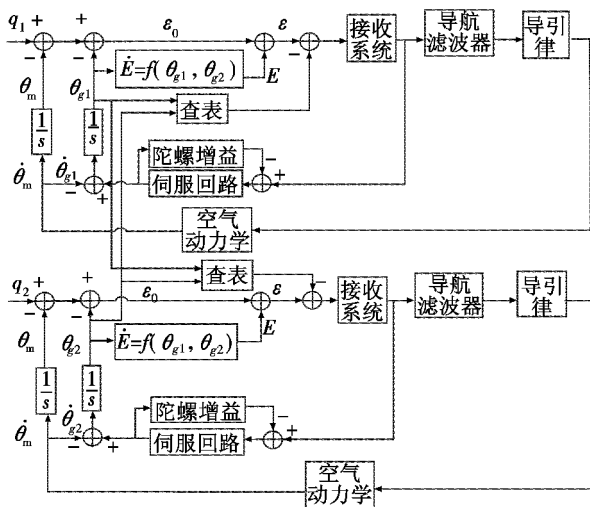 q₁ + + ε₀ ε 接收系统 导航滤波器 导引律
− − −
θₘ θg1 Ė=f(θg1, θg2) E
查表
1/s 1/s
陀螺增益 −
θ̇ₘ θ̇g1 − + 伺服回路 +
空气动力学
查表
q₂ + + ε₀ ε − 接收系统 导航滤波器 导引律
− −
θₘ θg2 Ė=f(θg1, θg2) E
1/s 1/s
陀螺增益 −
θ̇ₘ θ̇g2 − + 伺服回路 +
空气动力学